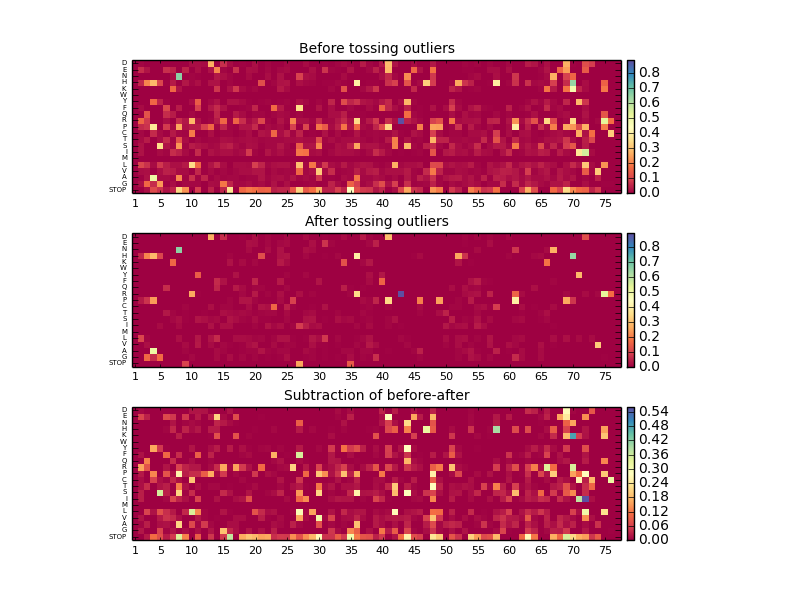 Before tossing outliers
D
E
N
H
K
W
Y
F
Q
R
P
C
T
S
I
M
L
V
A
G
STOP
1 5 10 15 20 25 30 35 40 45 50 55 60 65 70 75
0.8
0.7
0.6
0.5
0.4
0.3
0.2
0.1
0.0
After tossing outliers
D
E
N
H
K
W
Y
F
Q
R
P
C
T
S
I
M
L
V
A
G
STOP
1 5 10 15 20 25 30 35 40 45 50 55 60 65 70 75
0.8
0.7
0.6
0.5
0.4
0.3
0.2
0.1
0.0
Subtraction of before-after
D
E
N
H
K
W
Y
F
Q
R
P
C
T
S
I
M
L
V
A
G
STOP
1 5 10 15 20 25 30 35 40 45 50 55 60 65 70 75
0.54
0.48
0.42
0.36
0.30
0.24
0.18
0.12
0.06
0.00